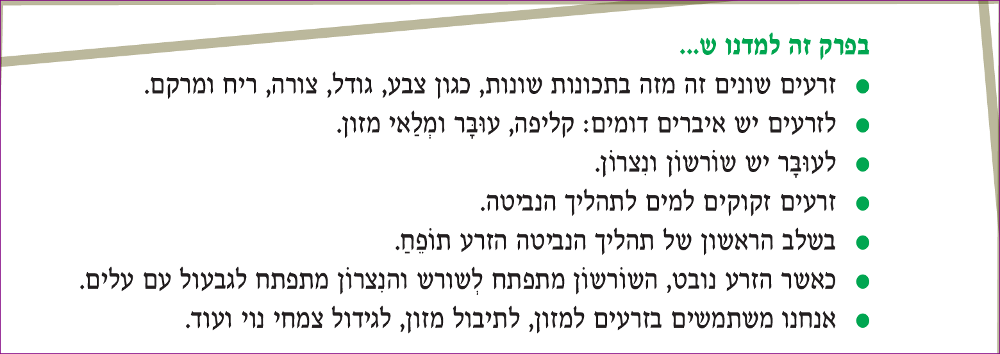 בפרק זה למדנו ש...
● זרעים שונים זה מזה בתכונות שונות, כגון צבע, גודל, צורה, ריח ומרקם.
● לזרעים יש איברים דומים: קליפה, עוּבָּר ומְלַאי מזון.
● לעוּבָּר יש שוֹרשוֹן ונִצרוֹן.
● זרעים זקוקים למים לתהליך הנביטה.
● בשלב הראשון של תהליך הנביטה הזרע תוֹפֵחַ.
● כאשר הזרע נובט, השוֹרשוֹן מתפתח לְשורש והנִצרוֹן מתפתח לגבעול עם עלים.
● אנחנו משתמשים בזרעים למזון, לתיבול מזון, לגידול צמחי נוי ועוד.